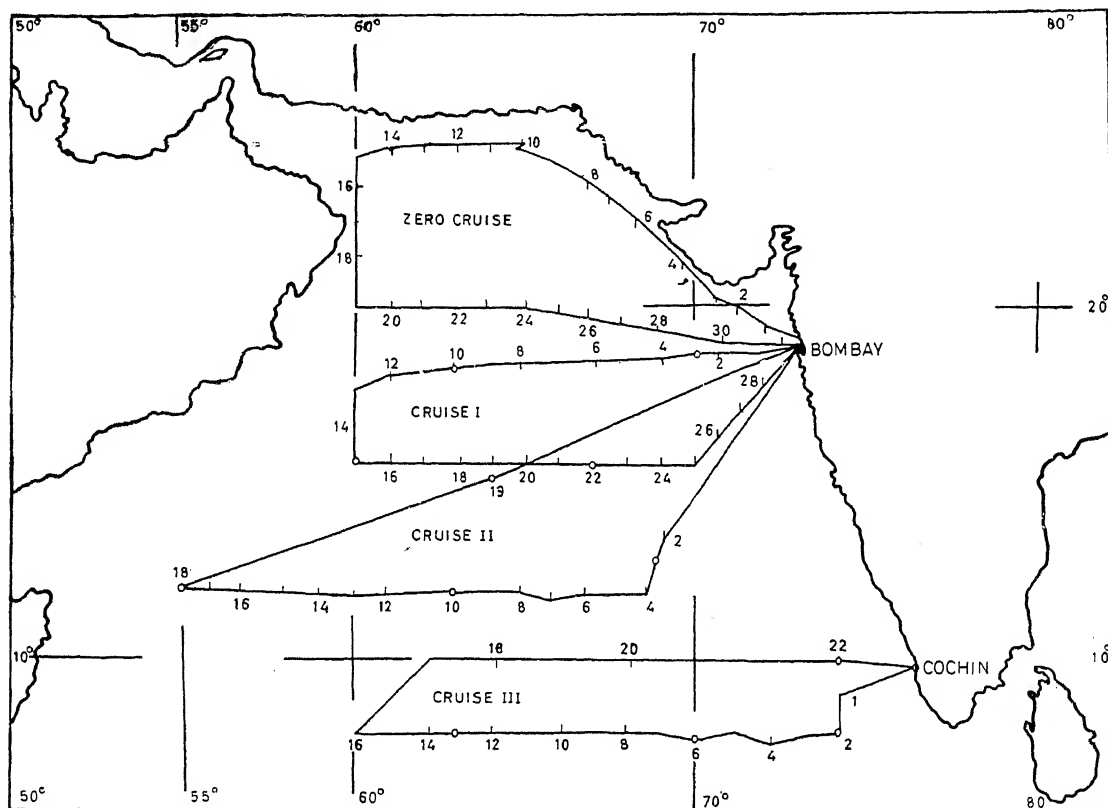 50° 55° 60° 70° 80°
14 12 10
16 8
ZERO CRUISE 6
18 4
2 20°
20 22 24 26 28 30
BOMBAY
12 10 8 6 4 2
28
CRUISE I
14 26
16 18 20 22 24
19
CRUISE II 2
18
16 14 12 10 8 6 4
10° 18 20 22 10°
COCHIN
CRUISE III 1
16 14 12 10 8 6 4 2
50° 60° 70° 80